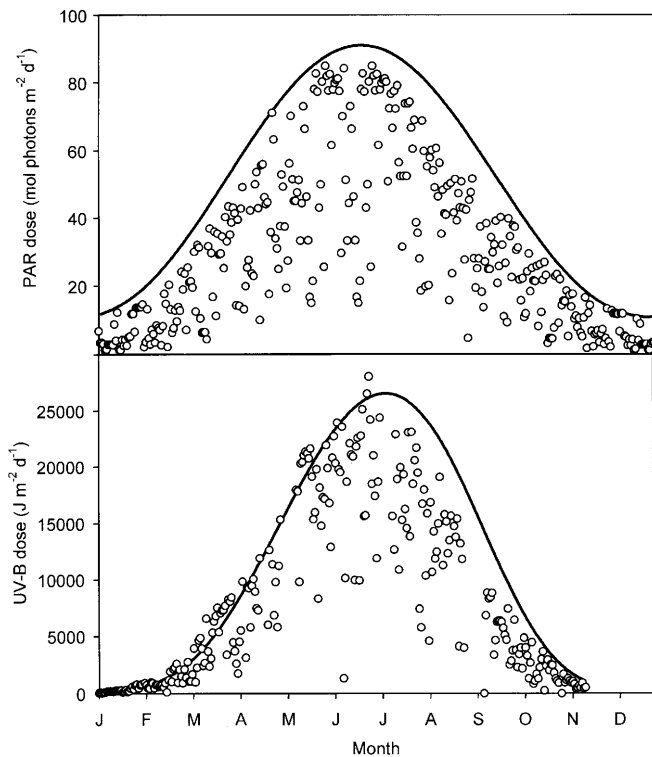 100
80
60
40
20
PAR dose (mol photons m⁻² d⁻¹)
25000
20000
15000
10000
5000
0
UV-B dose (J m⁻² d⁻¹)
J F M A M J J A S O N D
Month